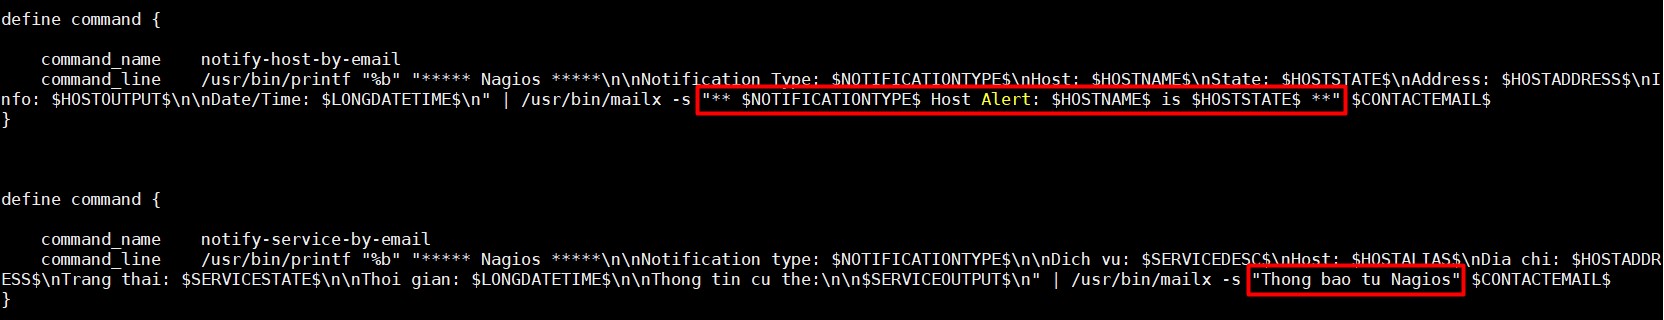 define command {
    command_name    notify-host-by-email
    command_line    /usr/bin/printf "%b" "***** Nagios *****\n\nNotification Type: $NOTIFICATIONTYPE$\nHost: $HOSTNAME$\nState: $HOSTSTATE$\nAddress: $HOSTADDRESS$\nI
nfo: $HOSTOUTPUT$\n\nDate/Time: $LONGDATETIME$\n" | /usr/bin/mailx -s "** $NOTIFICATIONTYPE$ Host Alert: $HOSTNAME$ is $HOSTSTATE$ **" $CONTACTEMAIL$
}
define command {
    command_name    notify-service-by-email
    command_line    /usr/bin/printf "%b" "***** Nagios *****\n\nNotification type: $NOTIFICATIONTYPE$\n\nDich vu: $SERVICEDESC$\nHost: $HOSTALIAS$\nDia chi: $HOSTADDR
ESS$\nTrang thai: $SERVICESTATE$\n\nThoi gian: $LONGDATETIME$\n\nThong tin cu the:\n\n$SERVICEOUTPUT$\n" | /usr/bin/mailx -s "Thong bao tu Nagios" $CONTACTEMAIL$
}